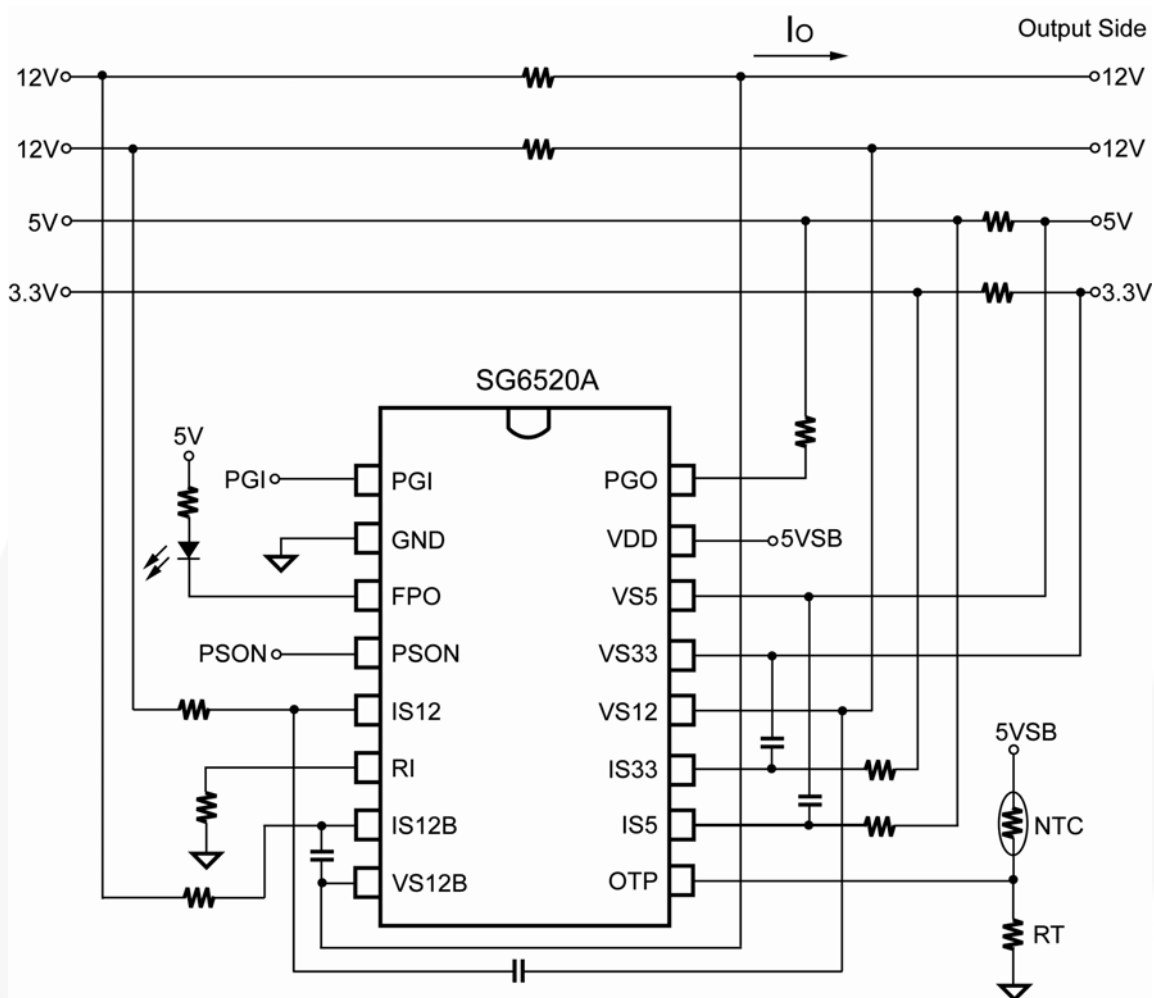 IO
Output Side
12V
12V
12V
12V
5V
5V
3.3V
3.3V
SG6520A
5V
PGI
PGI
PGO
GND
VDD
5VSB
FPO
VS5
PSON
PSON
VS33
IS12
VS12
5VSB
RI
IS33
IS12B
IS5
NTC
VS12B
OTP
RT